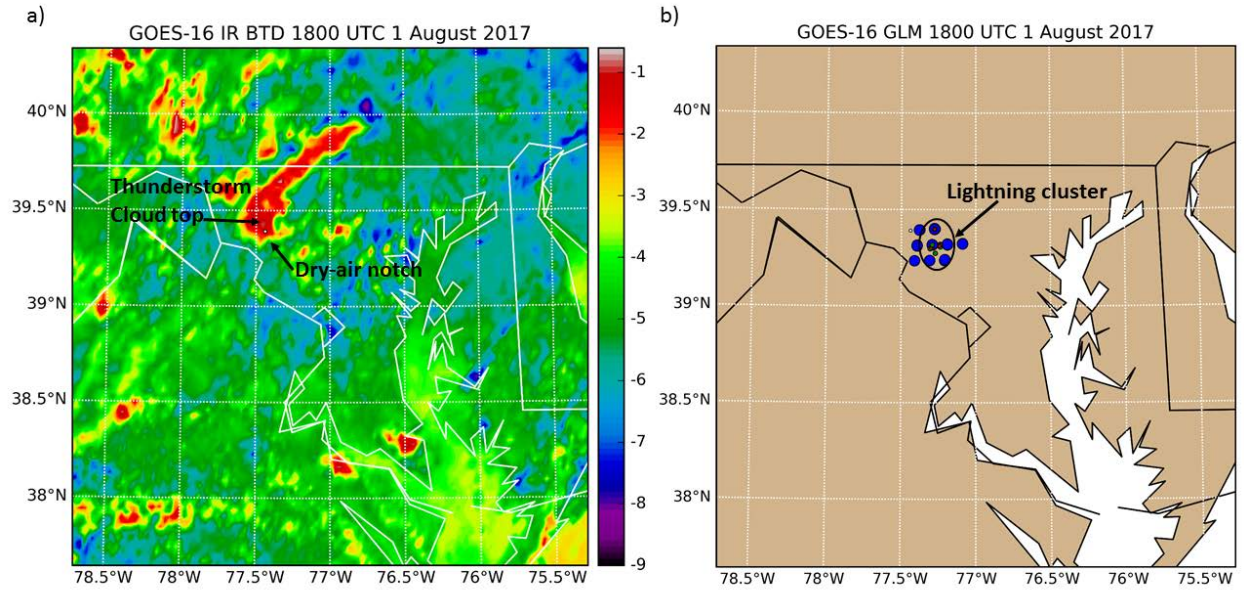 a)
GOES-16 IR BTD 1800 UTC 1 August 2017
40°N
39.5°N
39°N
38.5°N
38°N
Thunderstorm
Cloud top
Dry-air notch
78.5°W 78°W 77.5°W 77°W 76.5°W 76°W 75.5°W
-1
-2
-3
-4
-5
-6
-7
-8
-9
b)
GOES-16 GLM 1800 UTC 1 August 2017
40°N
39.5°N
39°N
38.5°N
38°N
Lightning cluster
78.5°W 78°W 77.5°W 77°W 76.5°W 76°W 75.5°W